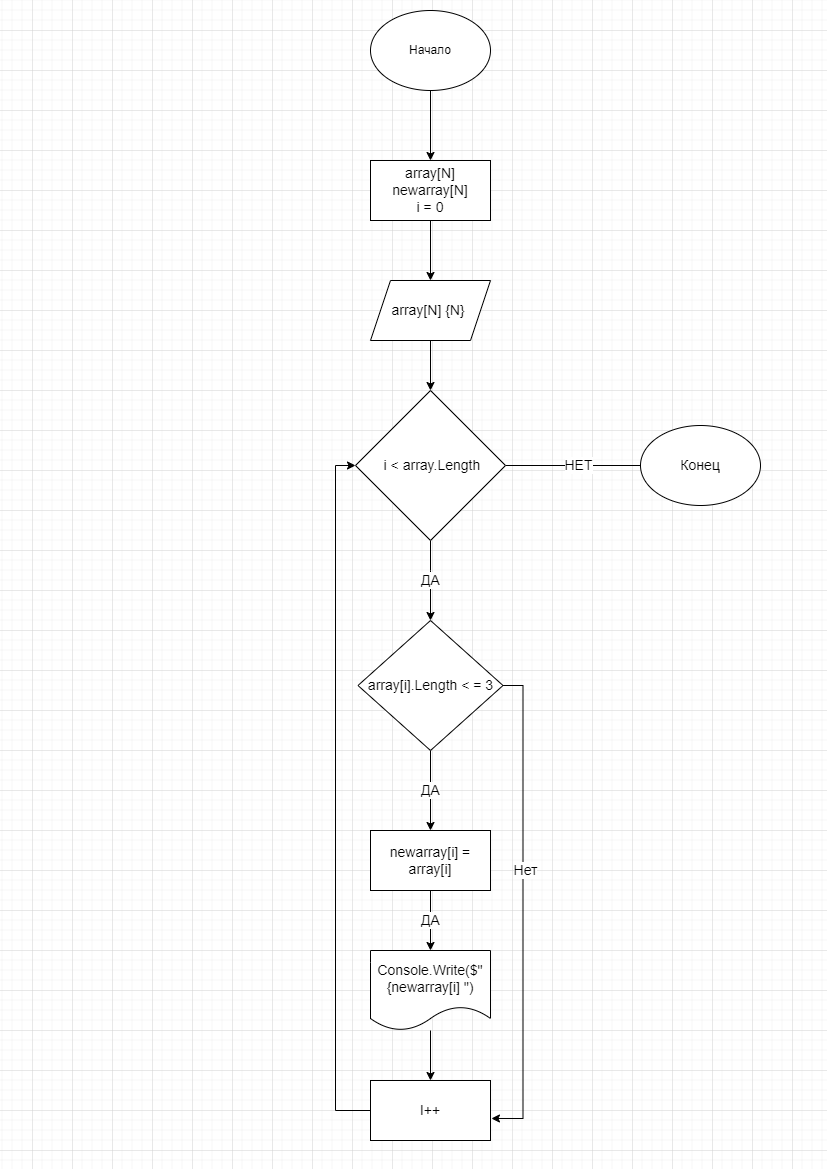 Начало
array[N]
newarray[N]
i = 0
array[N] {N}
i < array.Length
НЕТ
Конец
ДА
array[i].Length < = 3
ДА
newarray[i] =
array[i]
Нет
ДА
Console.Write($"
{newarray[i] ")
I++